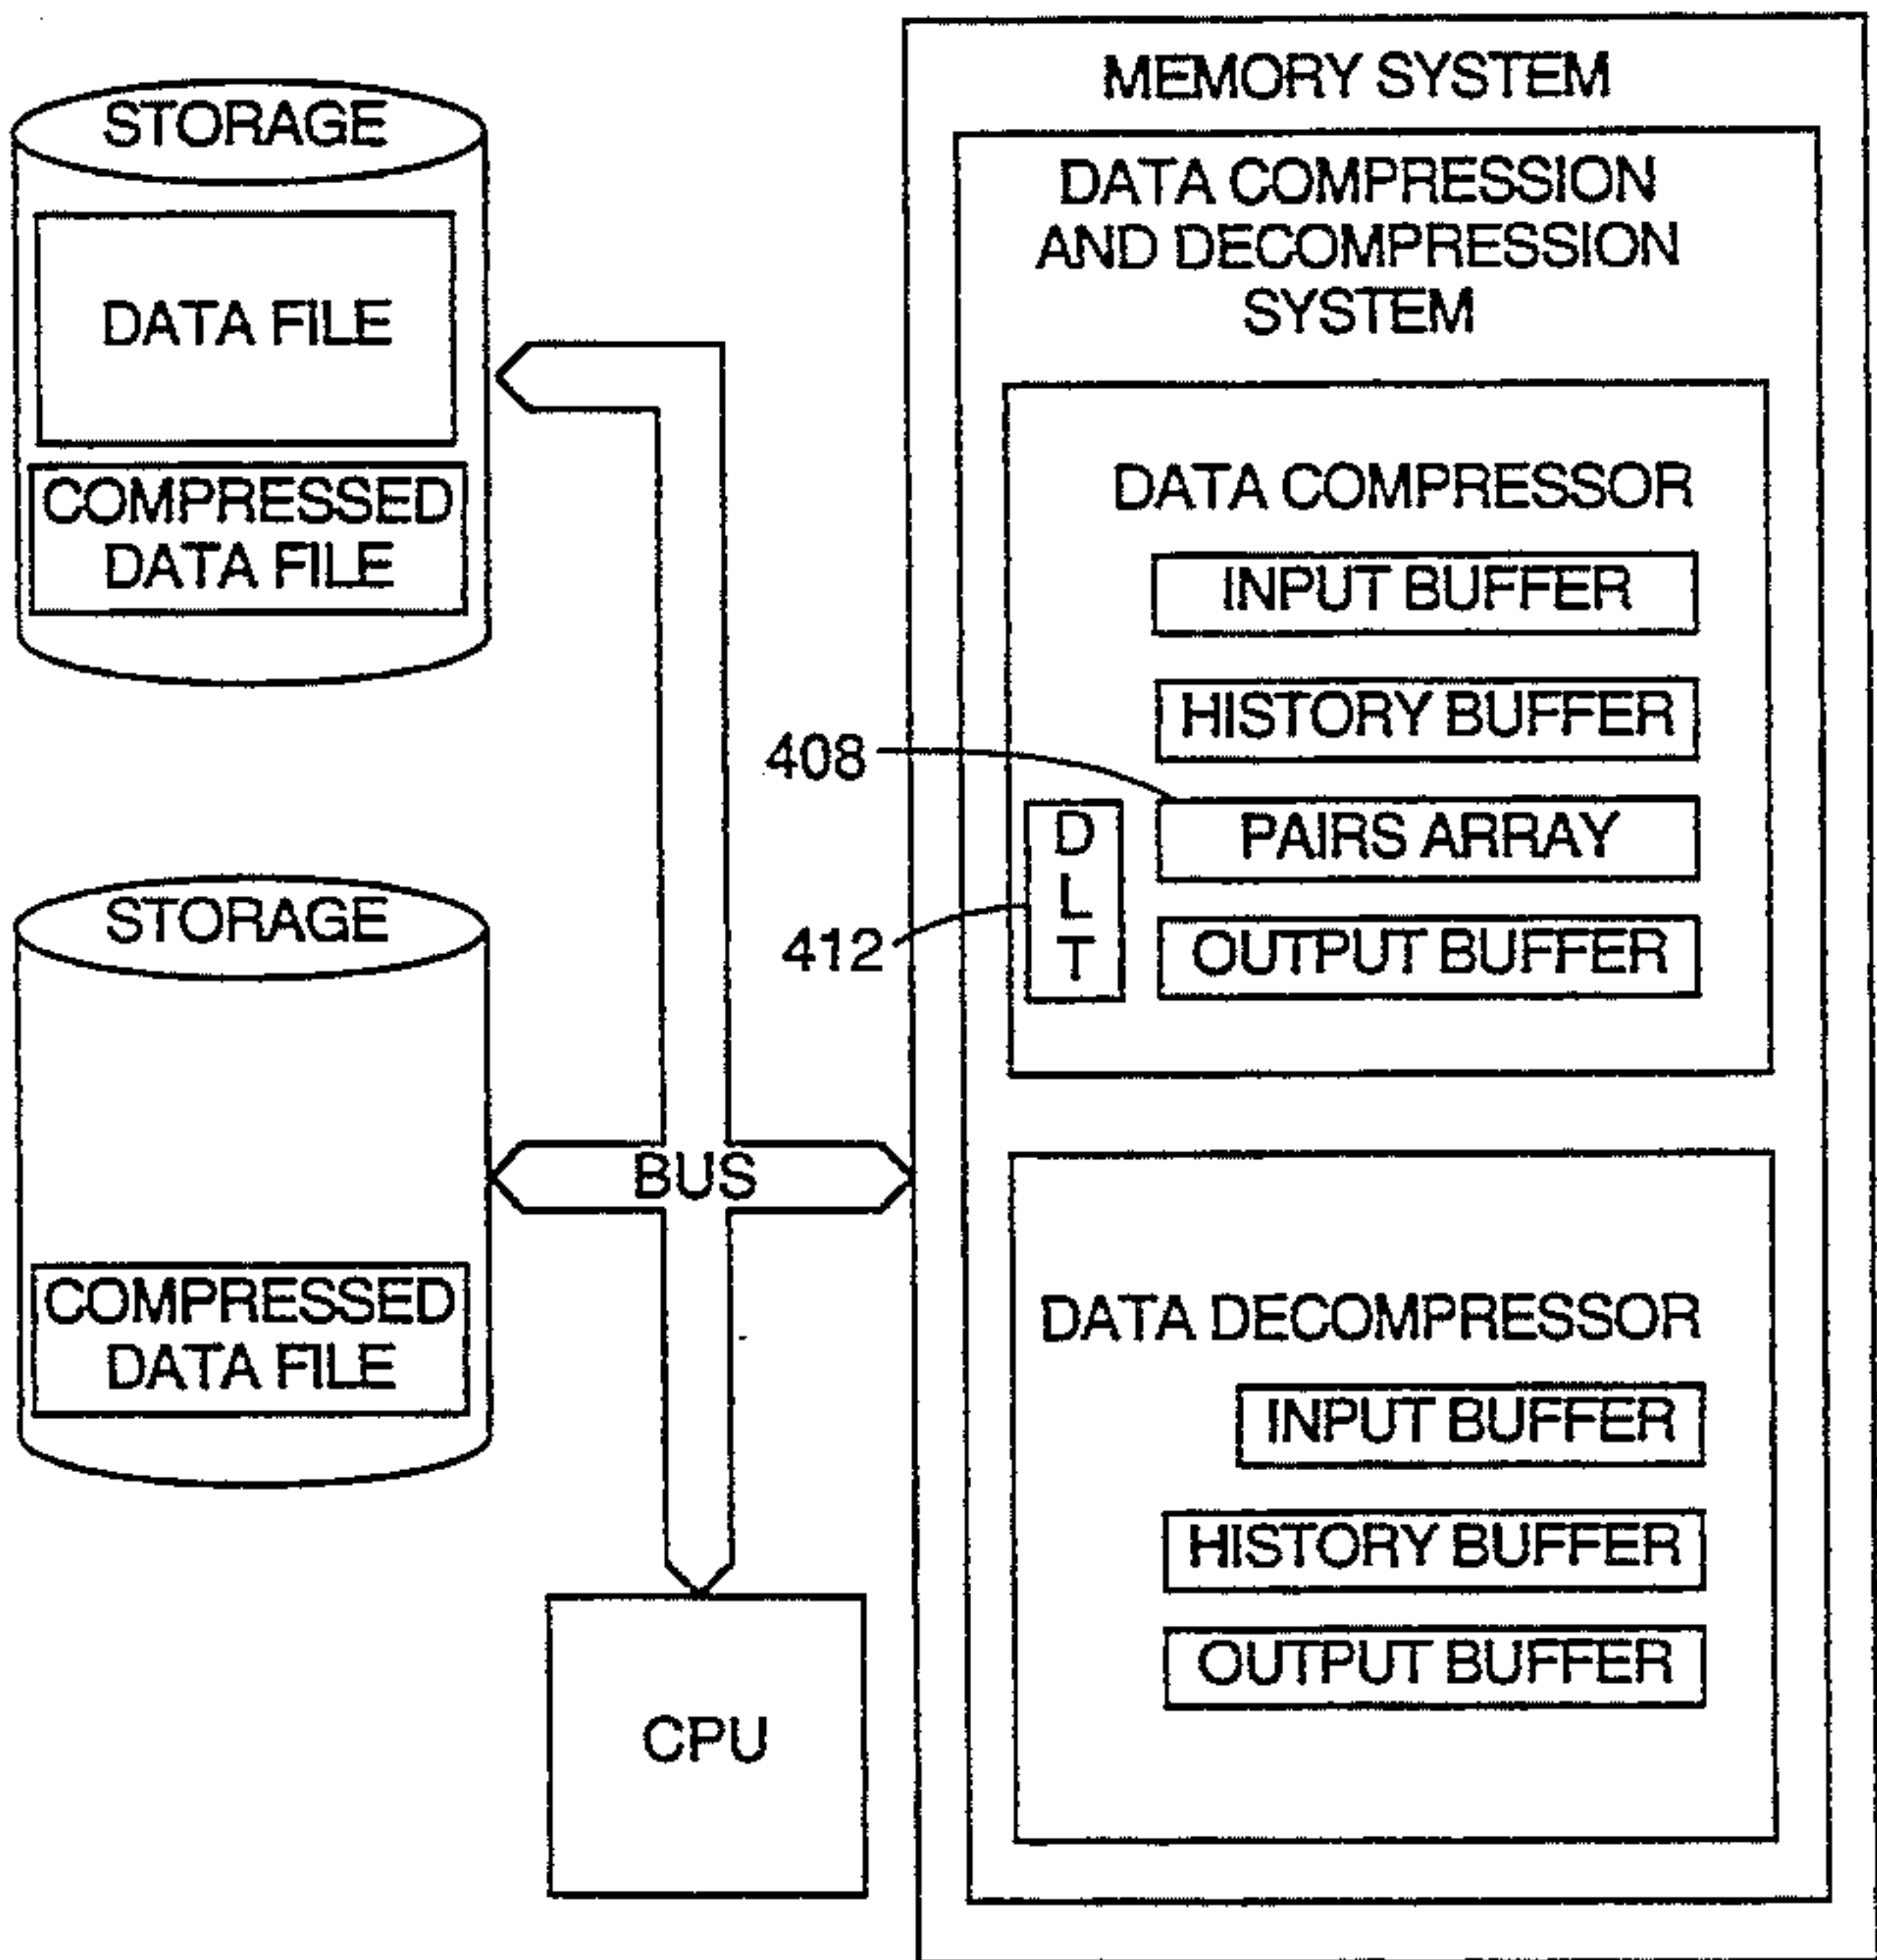 STORAGE
DATA FILE
COMPRESSED
DATA FILE
STORAGE
COMPRESSED
DATA FILE
BUS
CPU
MEMORY SYSTEM
DATA COMPRESSION
AND DECOMPRESSION
SYSTEM
DATA COMPRESSOR
INPUT BUFFER
HISTORY BUFFER
408
PAIRS ARRAY
DLT
412
OUTPUT BUFFER
DATA DECOMPRESSOR
INPUT BUFFER
HISTORY BUFFER
OUTPUT BUFFER